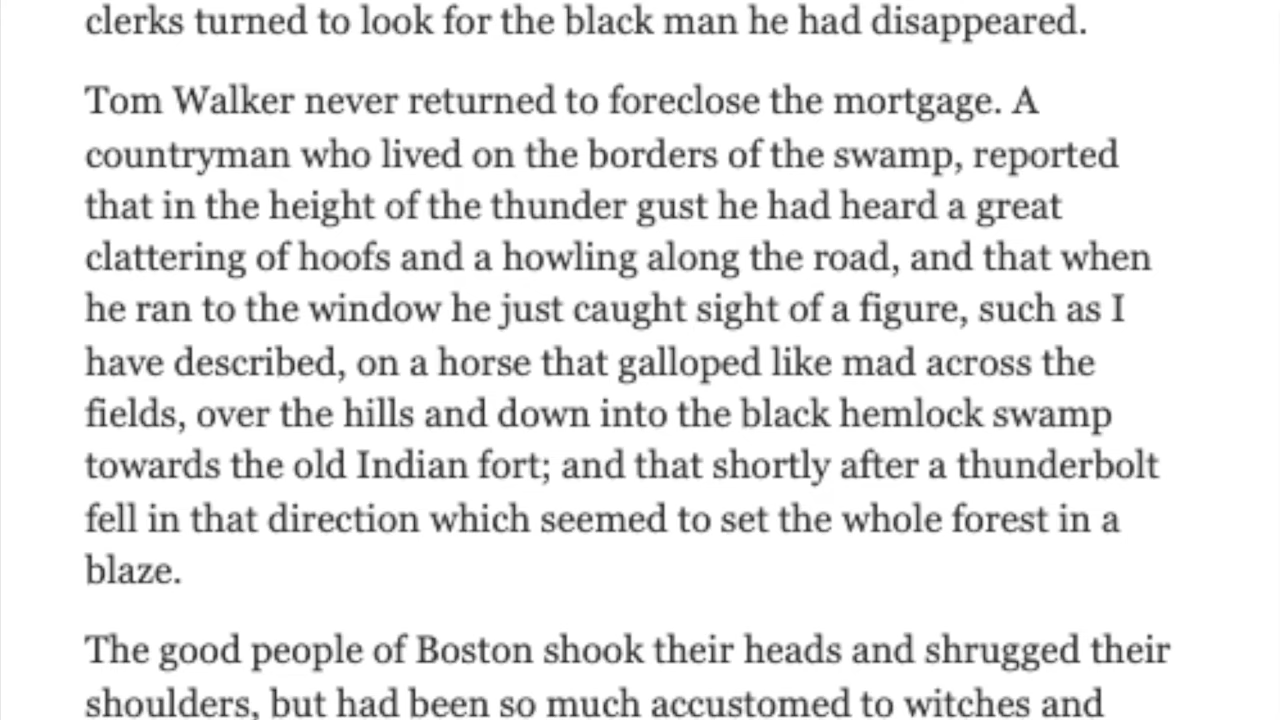 clerks turned to look for the black man he had disappeared.
Tom Walker never returned to foreclose the mortgage. A
countryman who lived on the borders of the swamp, reported
that in the height of the thunder gust he had heard a great
clattering of hoofs and a howling along the road, and that when
he ran to the window he just caught sight of a figure, such as I
have described, on a horse that galloped like mad across the
fields, over the hills and down into the black hemlock swamp
towards the old Indian fort; and that shortly after a thunderbolt
fell in that direction which seemed to set the whole forest in a
blaze.
The good people of Boston shook their heads and shrugged their
shoulders, but had been so much accustomed to witches and